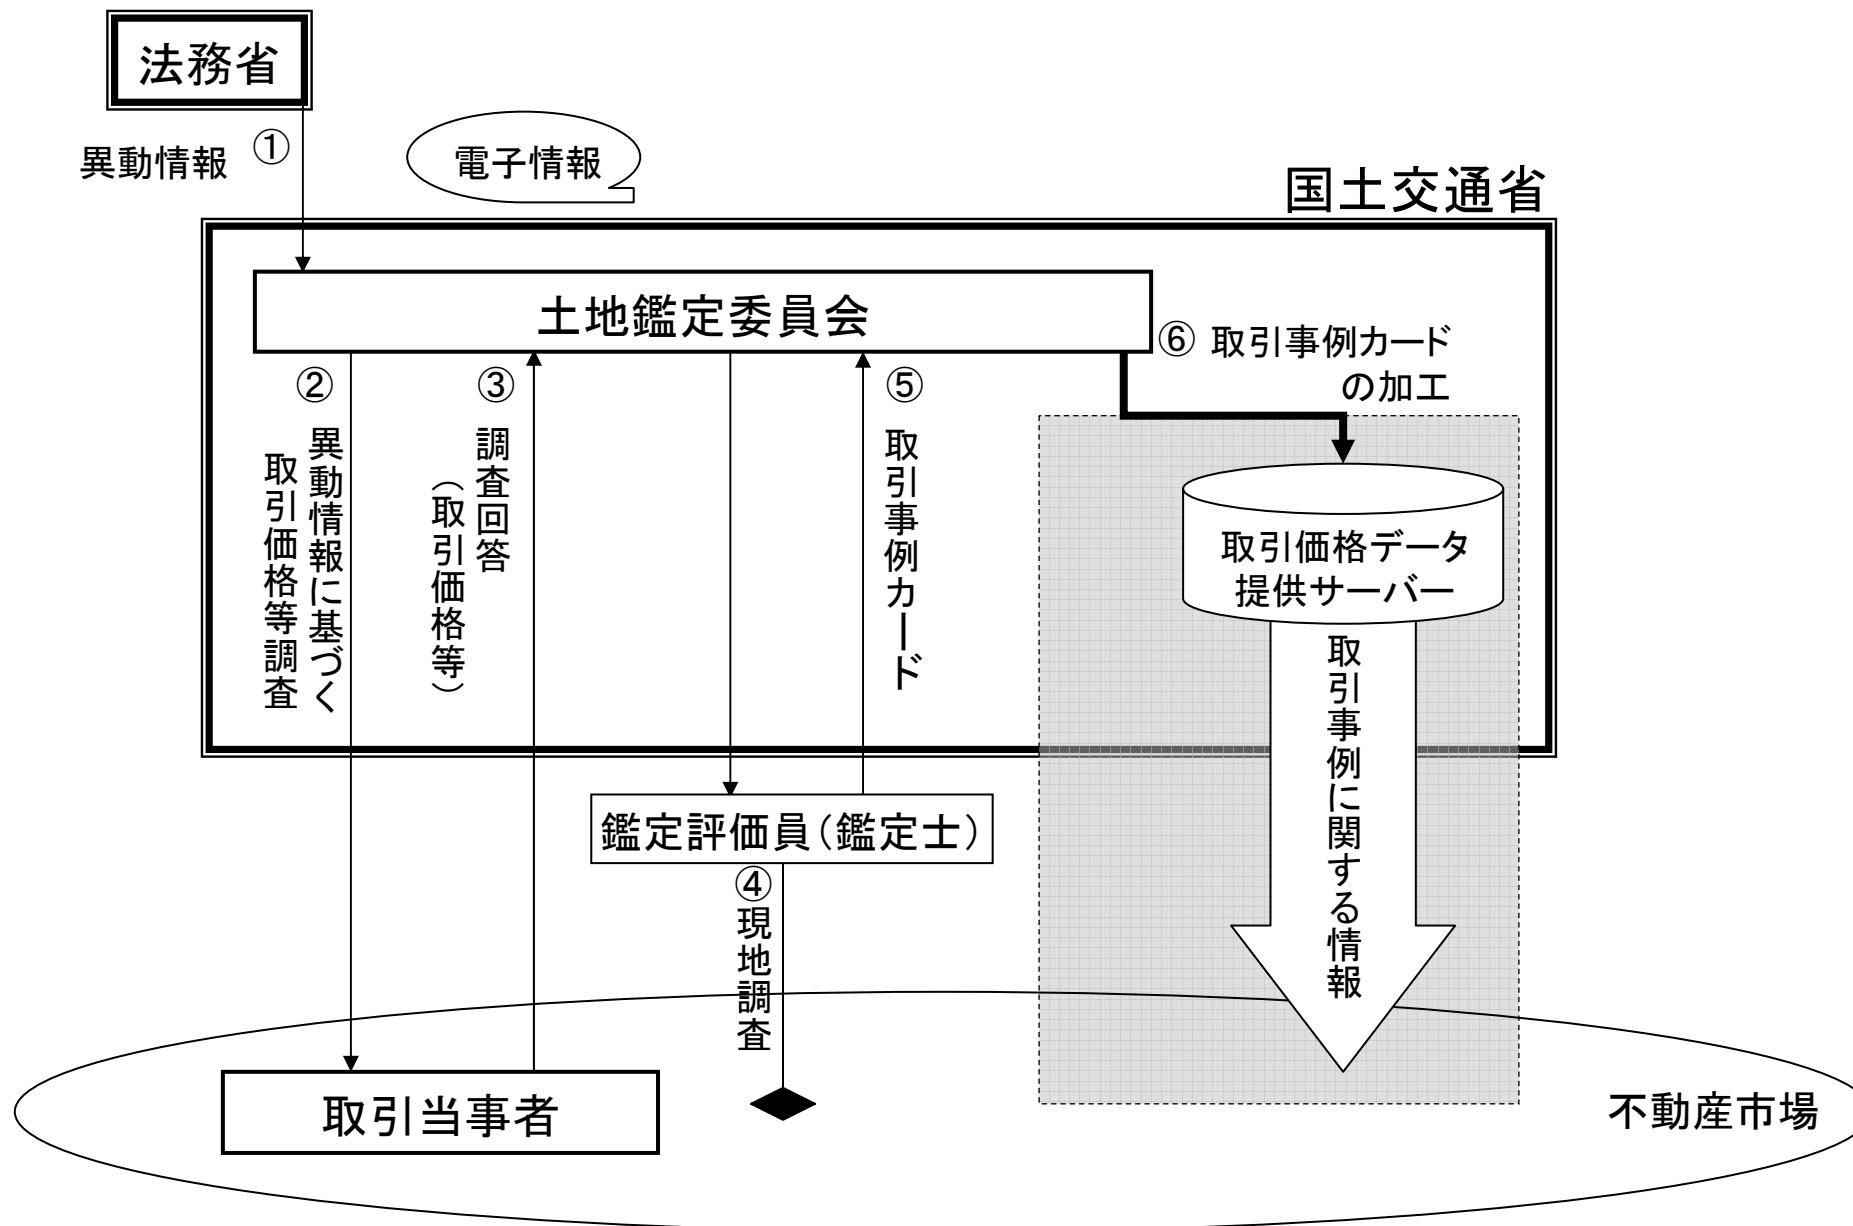 法務省
①
異動情報
電子情報
国土交通省
土地鑑定委員会
②
異動情報に基づく
取引価格等調査
③
調査回答
（取引価格等）
⑤
取引事例カード
⑥ 取引事例カード
の加工
取引価格データ
提供サーバー
取引事例に関する情報
鑑定評価員（鑑定士）
④
現地調査
取引当事者
不動産市場